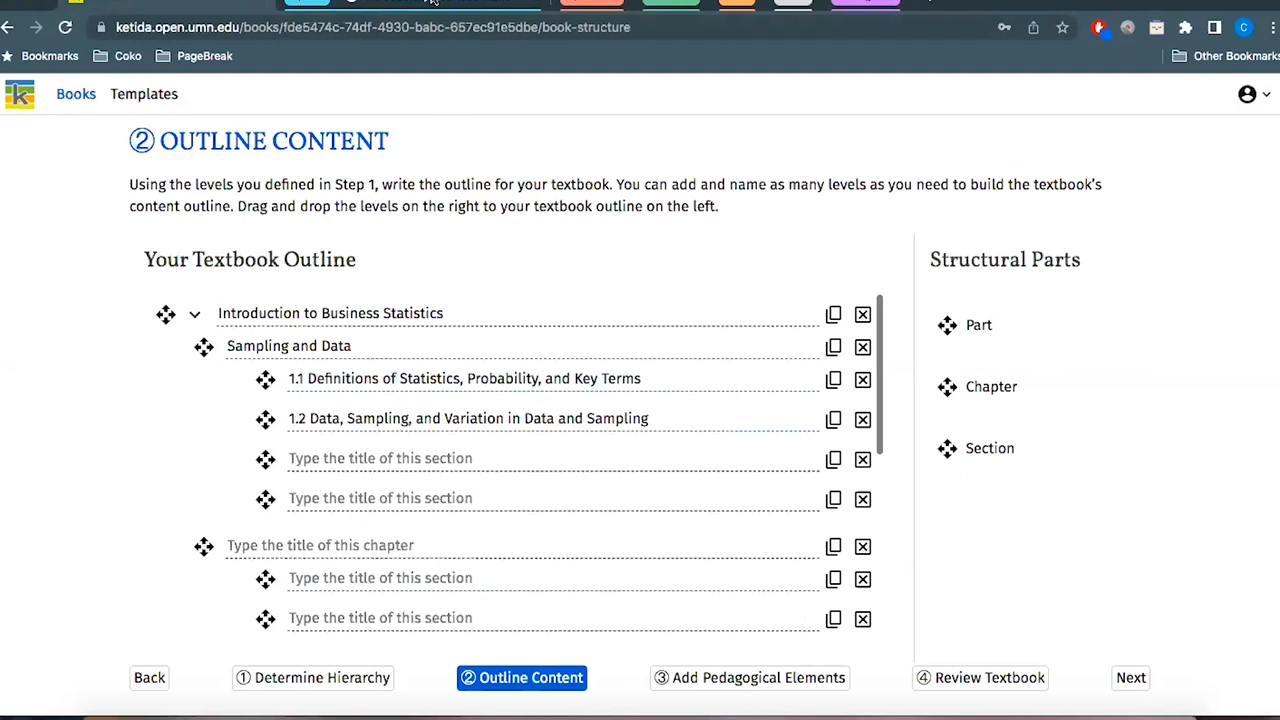 ketida.open.umn.edu/books/fde5474c-74df-4930-babc-657ec91e5dbe/book-structure
Bookmarks
Coko
PageBreak
Other Bookmarks
C
k
Books
Templates
② OUTLINE CONTENT
Using the levels you defined in Step 1, write the outline for your textbook. You can add and name as many levels as you need to build the textbook's
content outline. Drag and drop the levels on the right to your textbook outline on the left.
Your Textbook Outline
Introduction to Business Statistics
Sampling and Data
1.1 Definitions of Statistics, Probability, and Key Terms
1.2 Data, Sampling, and Variation in Data and Sampling
Type the title of this section
Type the title of this section
Type the title of this chapter
Type the title of this section
Type the title of this section
Structural Parts
Part
Chapter
Section
Back
① Determine Hierarchy
② Outline Content
③ Add Pedagogical Elements
④ Review Textbook
Next